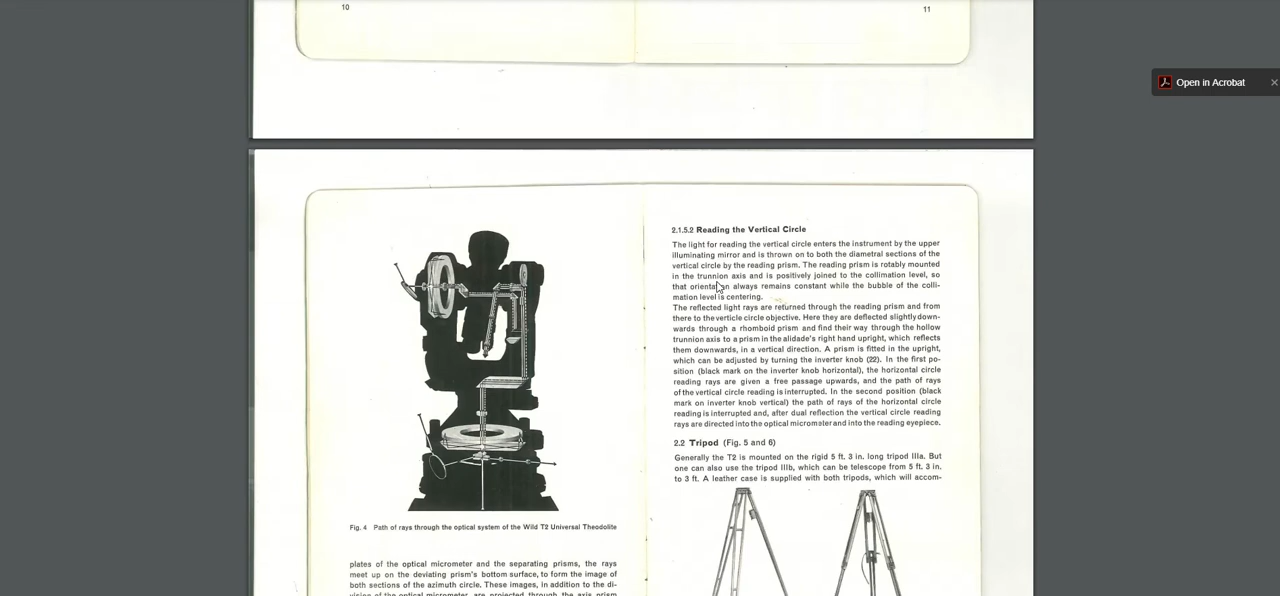 10
11
Open in Acrobat
Fig. 4 Path of rays through the optical system of the Wild T2 Universal Theodolite
plates of the optical micrometer and the separating prisms, the rays
meet up on the deviating prism's bottom surface, to form the image of
both sections of the azimuth circle. These images, in addition to the di-
vision of the optical micrometer, are projected through the axis prism
2.1.5.2 Reading the Vertical Circle
The light for reading the vertical circle enters the instrument by the upper
illuminating mirror and is thrown on to both the diametral sections of the
vertical circle by the reading prism. The reading prism is rotably mounted
in the trunnion axis and is positively joined to the collimation level, so
that always remains constant while the bubble of the colli-
mation level is centering.
The reflected light rays are returned through the reading prism and from
there to the verticle circle objective. Here they are deflected slightly down-
wards through a rhomboid prism and find their way through the hollow
trunnion axis to a prism in the alidade's right hand upright, which reflects
them downwards, in a vertical direction. A prism is fitted in the upright,
which can be adjusted by turning the inverter knob (22). In the first po-
sition (black mark on the inverter knob horizontal), the horizontal circle
reading rays are given a free passage upwards, and the path of rays
of the vertical circle reading is interrupted. In the second position (black
mark on inverter knob vertical) the path of rays of the horizontal circle
reading is interrupted and, after dual reflection the vertical circle reading
rays are directed into the optical micrometer and into the reading eyepiece.
2.2 Tripod (Fig. 5 and 6)
Generally the T2 is mounted on the rigid 5 ft. 3 in. long tripod IIIa. But
one can also use the tripod IIIb, which can be telescope from 5 ft. 3 in.
to 3 ft. A leather case is supplied with both tripods, which will accom-